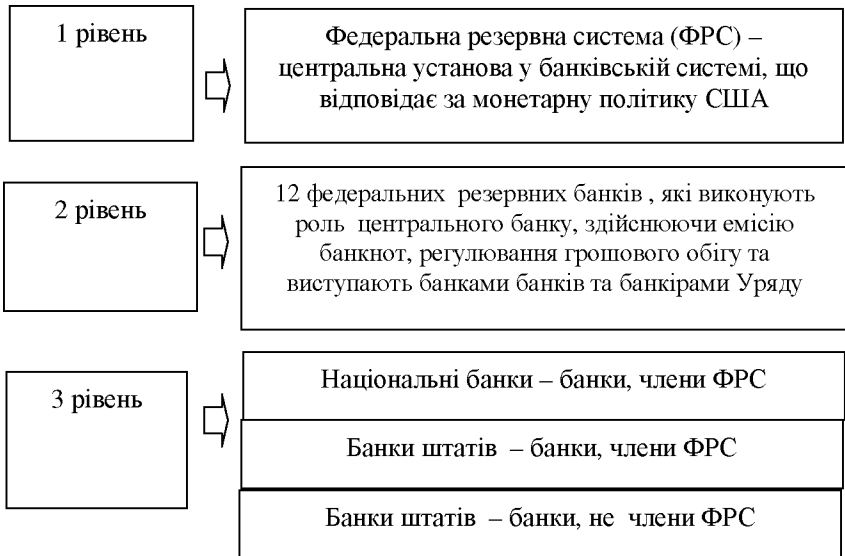 1 рівень
Федеральна резервна система (ФРС) –
центральна установа у банківській системі, що
відповідає за монетарну політику США
2 рівень
12 федеральних резервних банків , які виконують
роль центрального банку, здійснюючи емісію
банкнот, регулювання грошового обігу та
виступають банками банків та банкірами Уряду
3 рівень
Національні банки – банки, члени ФРС
Банки штатів – банки, члени ФРС
Банки штатів – банки, не члени ФРС